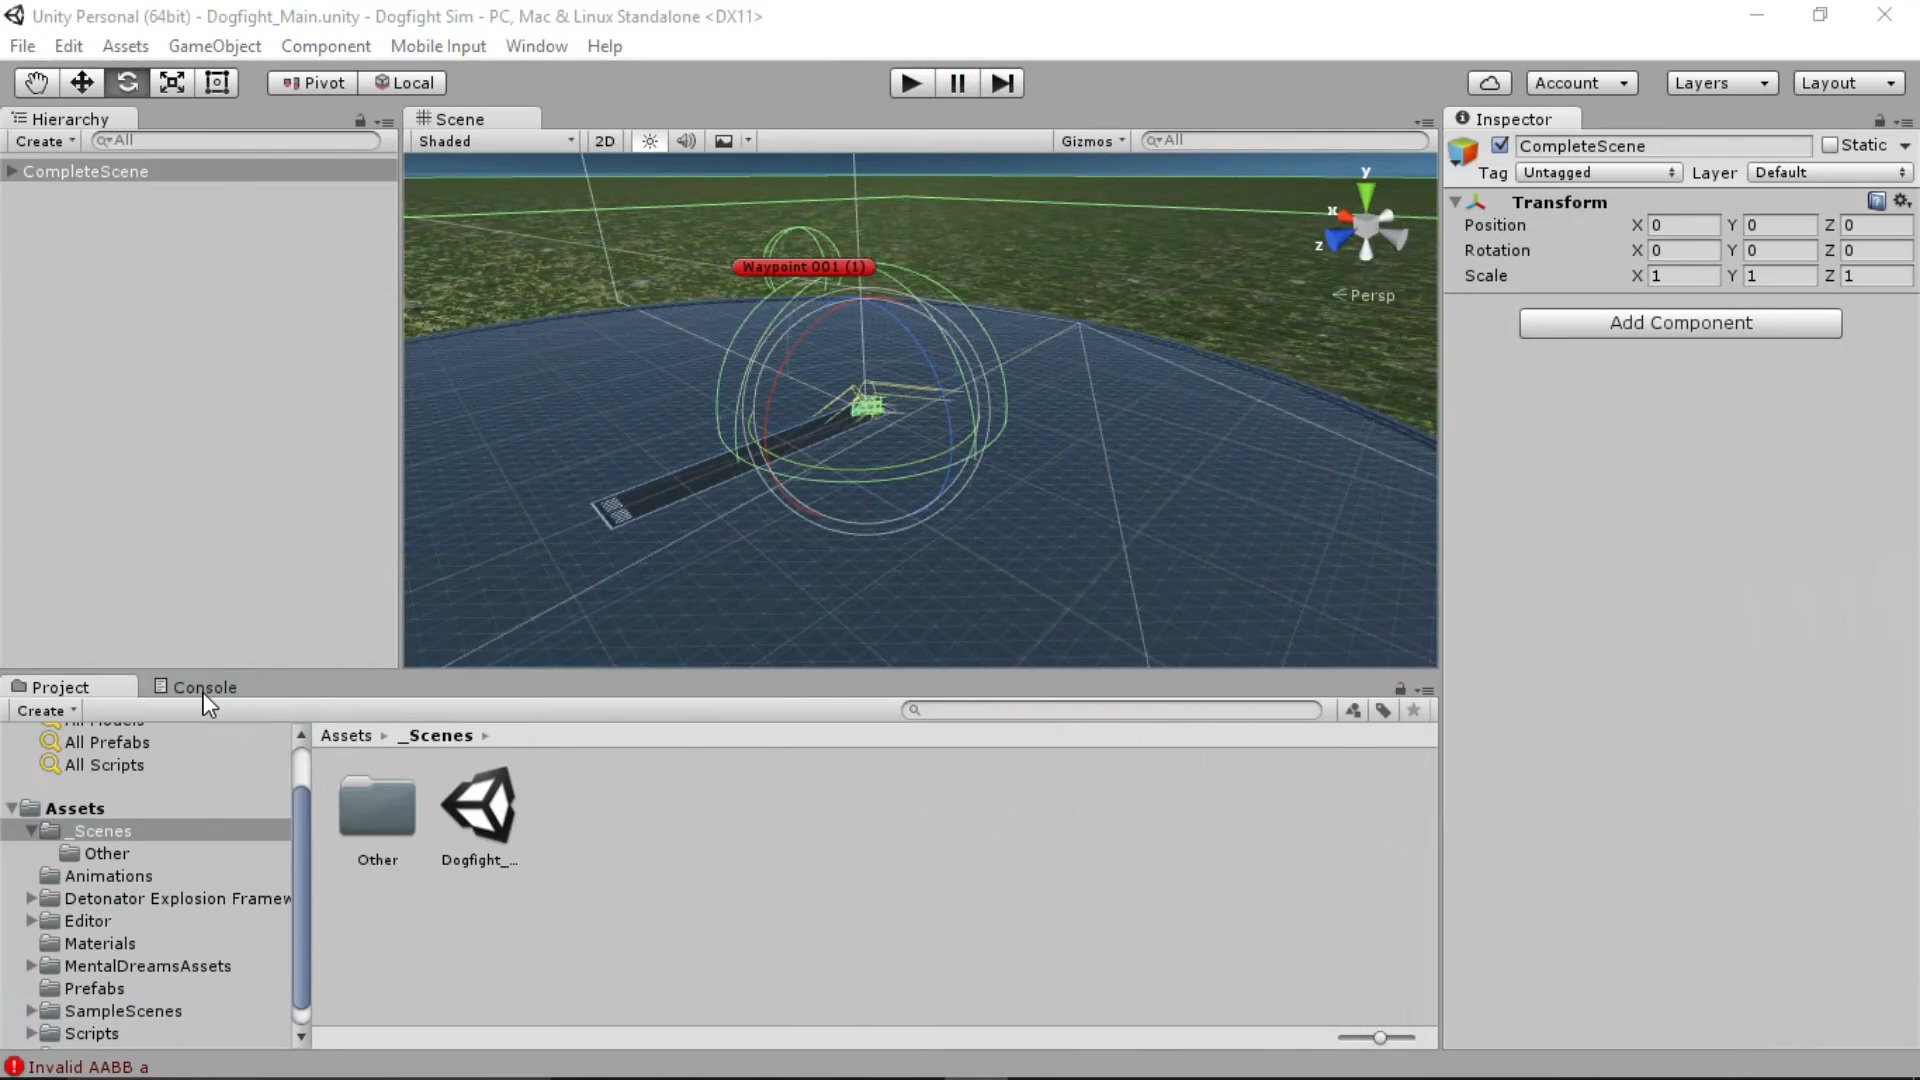 Unity Personal (64bit) - Dogfight_Main.unity - Dogfight Sim - PC, Mac & Linux Standalone <DX11>
File Edit Assets GameObject Component Mobile Input Window Help
Pivot Local Account Layers Layout
Hierarchy
Create All
CompleteScene
Scene
Shaded 2D Gizmos All
Waypoint 001 (1)
y
x
z
Persp
Inspector
CompleteScene Static
Tag Untagged Layer Default
Transform
Position X 0 Y 0 Z 0
Rotation X 0 Y 0 Z 0
Scale X 1 Y 1 Z 1
Add Component
Project Console
Create
All Models
All Prefabs
All Scripts
Assets
_Scenes
Other
Animations
Detonator Explosion Framew
Editor
Materials
MentalDreamsAssets
Prefabs
SampleScenes
Scripts
Assets _Scenes
Other Dogfight_...
Invalid AABB a